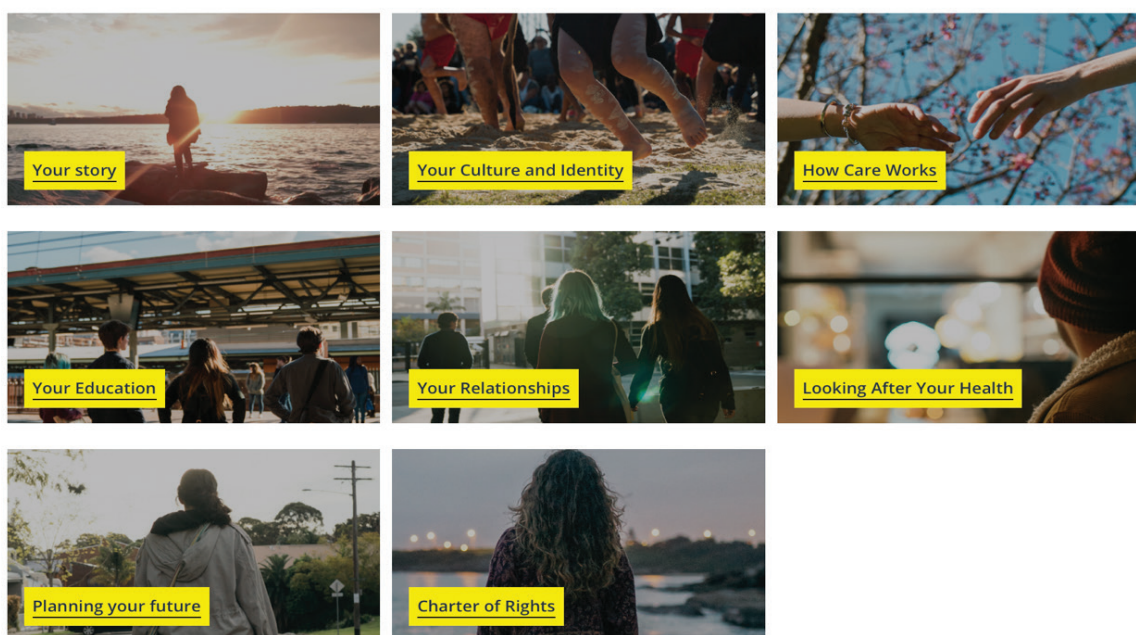 Your story
Your Culture and Identity
How Care Works
Your Education
Your Relationships
Looking After Your Health
Planning your future
Charter of Rights